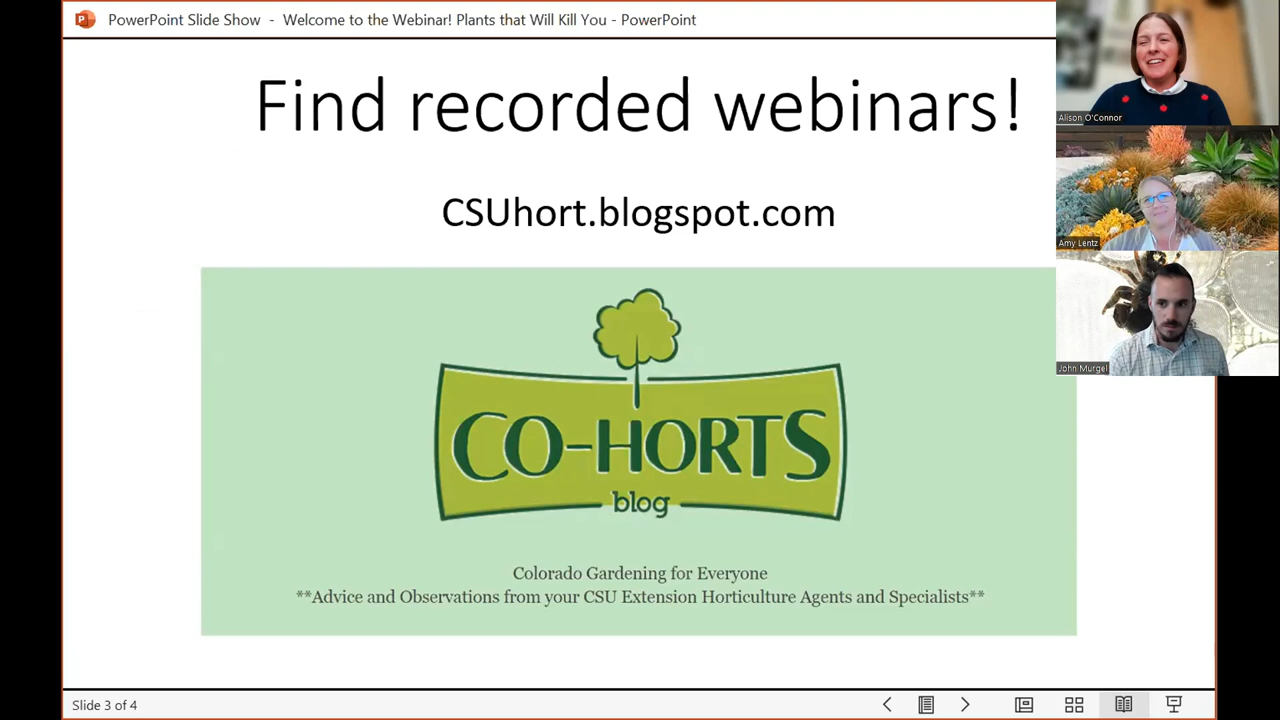 PowerPoint Slide Show - Welcome to the Webinar! Plants that Will Kill You - PowerPoint
Find recorded webinars!
CSUhort.blogspot.com
CO-HORTS
blog
Colorado Gardening for Everyone
**Advice and Observations from your CSU Extension Horticulture Agents and Specialists**
Alison O'Connor
Amy Lentz
John Murgel
Slide 3 of 4